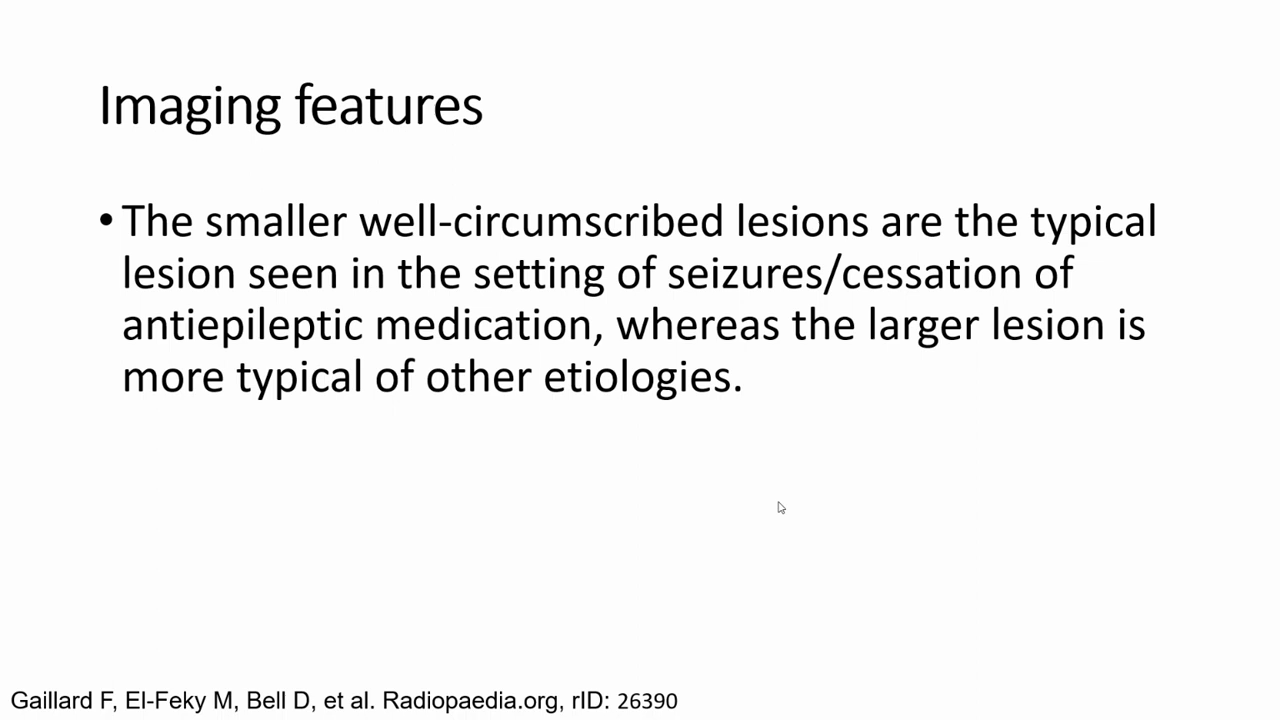 Imaging features
•The smaller well-circumscribed lesions are the typical
lesion seen in the setting of seizures/cessation of
antiepileptic medication, whereas the larger lesion is
more typical of other etiologies.
Gaillard F, El-Feky M, Bell D, et al. Radiopaedia.org, rID: 26390